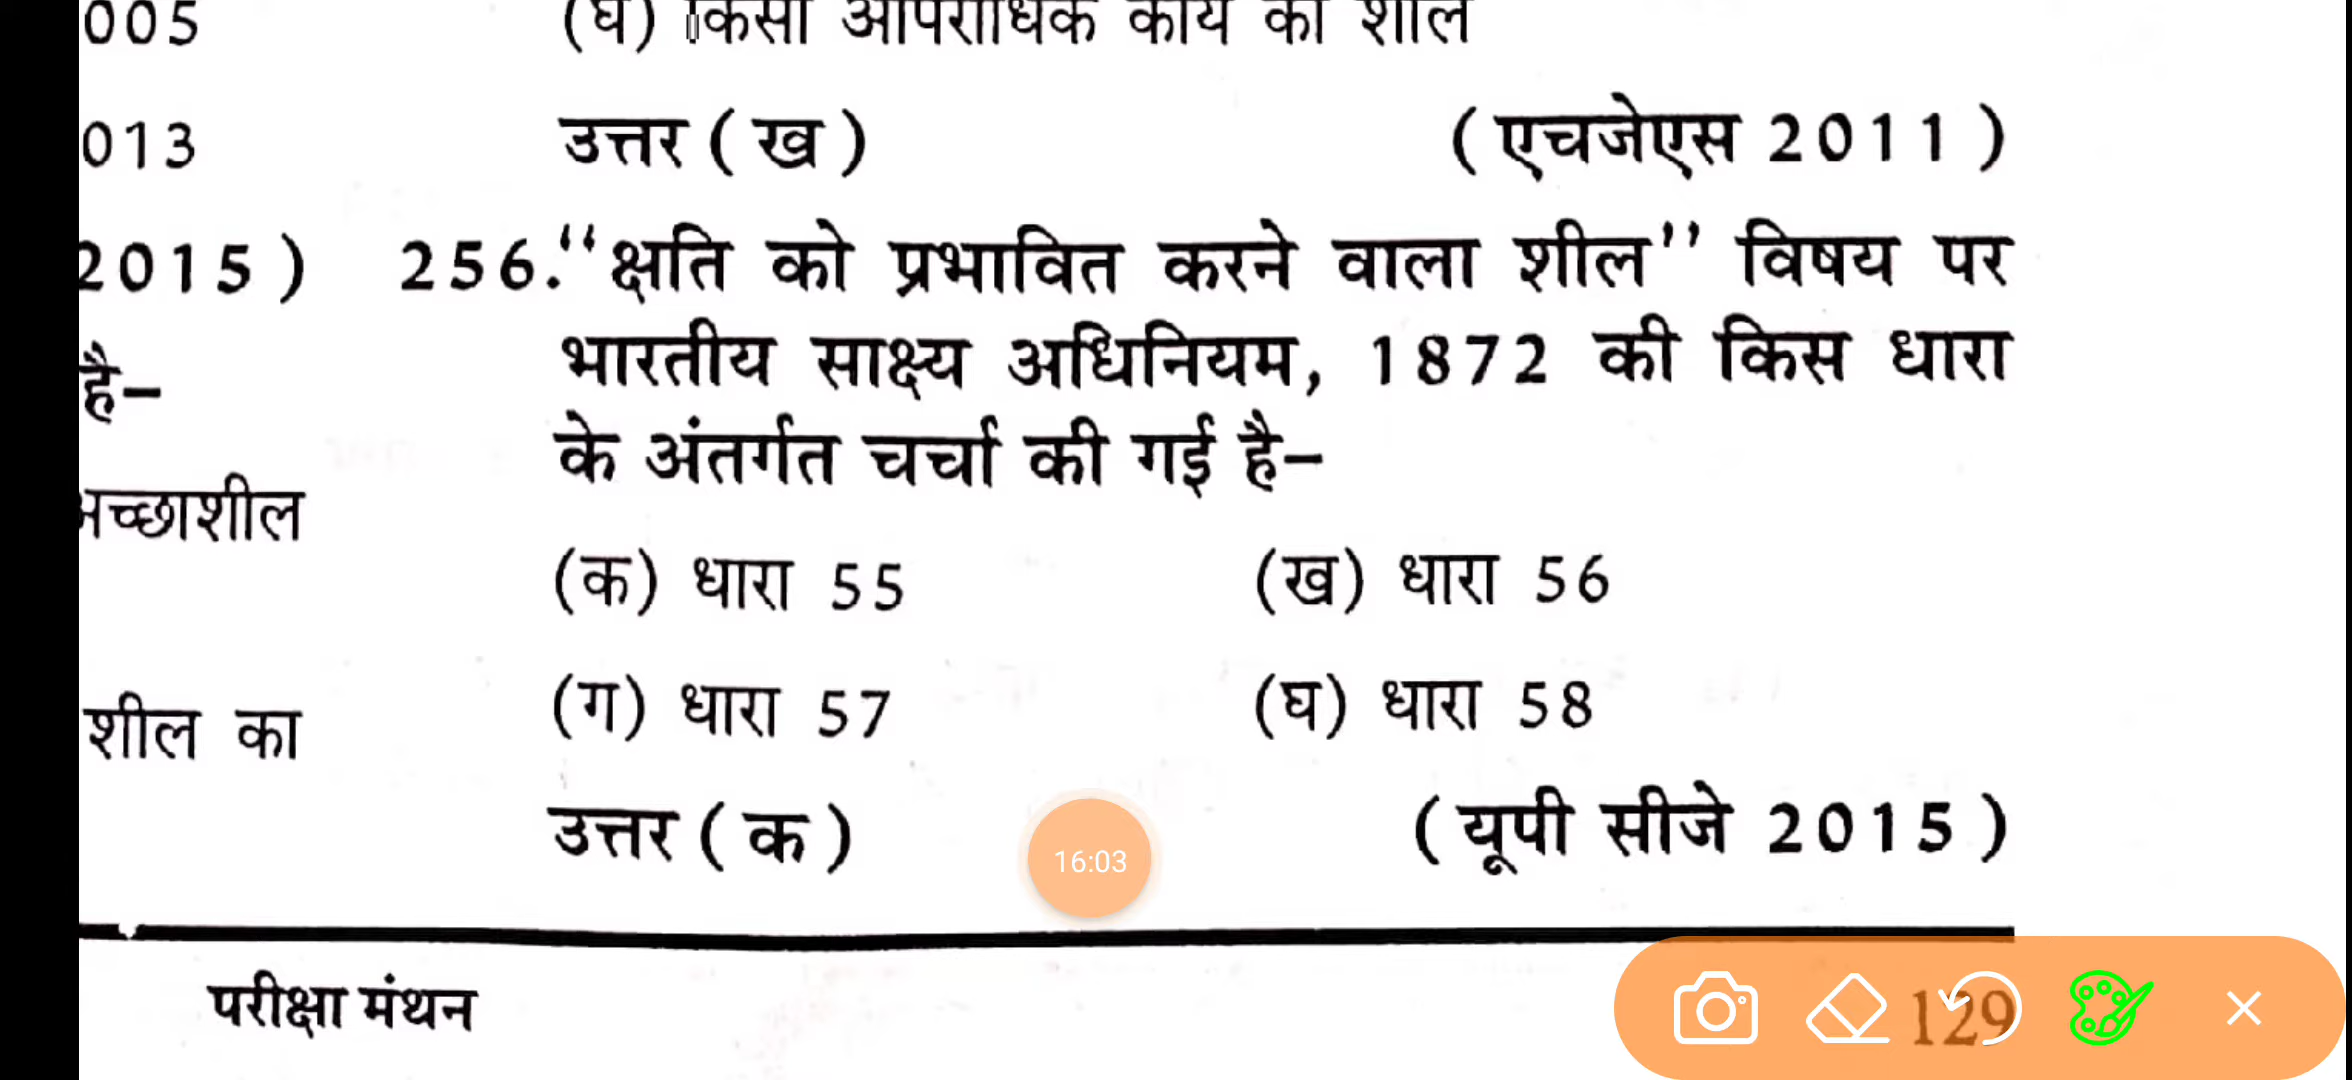 005
013
2015)
है–
शील का
(घ) किसी आपराधिक कार्य का शील
उत्तर (ख) (एचजेएस 2011)
256. “क्षति को प्रभावित करने वाला शील” विषय पर
भारतीय साक्ष्य अधिनियम, 1872 की किस धारा
के अंतर्गत चर्चा की गई है–
(क) धारा 55 (ख) धारा 56
(ग) धारा 57 (घ) धारा 58
उत्तर (क) (यूपी सीजे 2015)
16:03
परीक्षा मंथन 129